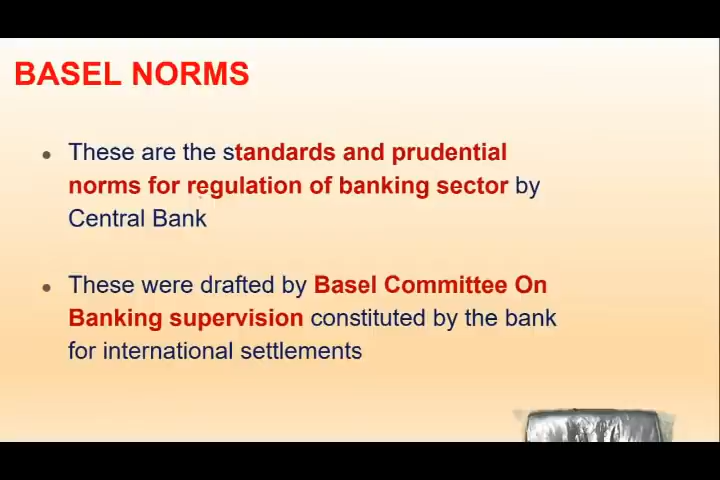 BASEL NORMS
These are the standards and prudential
norms for regulation of banking sector by
Central Bank
These were drafted by Basel Committee On
Banking supervision constituted by the bank
for international settlements